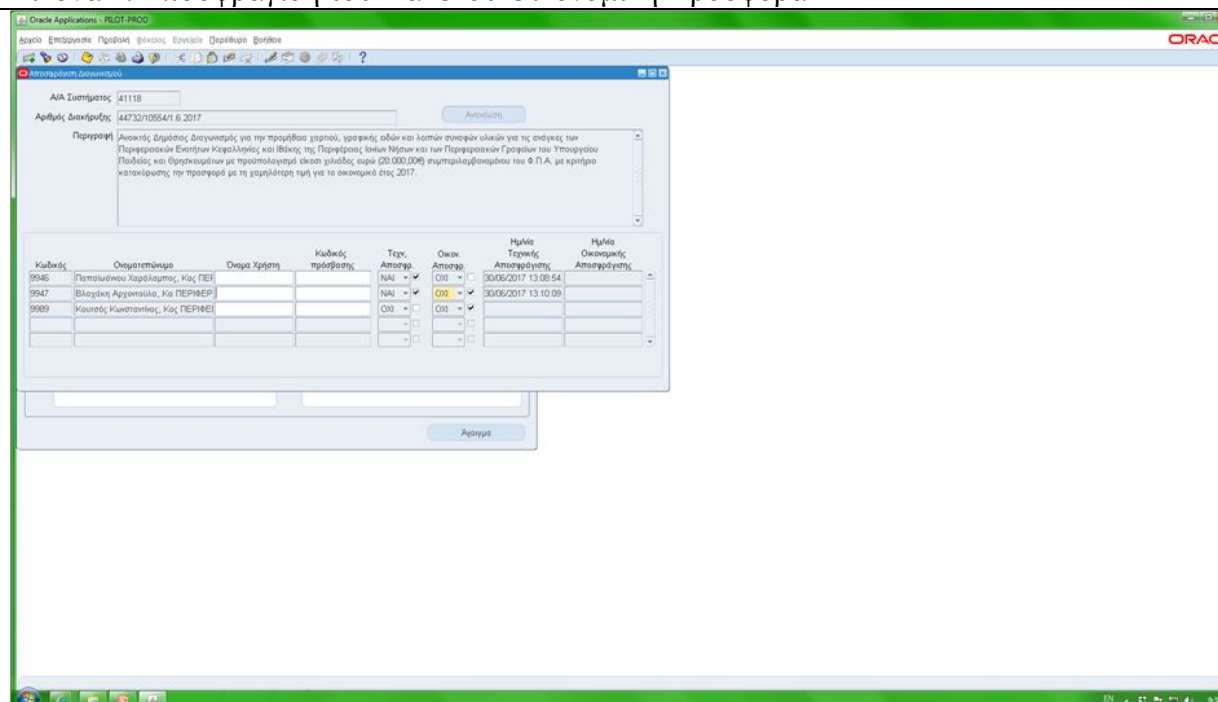 Oracle Applications - PILOT-PROD
Αρχείο Επεξεργασία Προβολή Φάκελος Εργαλεία Παράθυρο Βοήθεια
ORAC
Αποσφράγιση Διαγωνισμού
Α/Α Συστήματος 41118
Αριθμός Διακήρυξης 44732/10554/1.6.2017
Ανανέωση
Περιγραφή Ανοικτός Δημόσιος Διαγωνισμός για την προμήθεια χαρτιού, γραφικής
και λοιπών συναφών υλικών για τις ανάγκες των
Περιφερειακών Ενοτήτων Κεφαλληνίας και Ιθάκης της Περιφέρειας Ιονίων Νήσων και των Περιφερειακών Γραφείων του Υπουργείου
Παιδείας και Θρησκευμάτων με προϋπολογισμό είκοσι χιλιάδες ευρώ (20.000,00€) συμπεριλαμβανομένου του Φ.Π.Α. με κριτήριο
κατακύρωσης την προσφορά με τη χαμηλότερη τιμή για το οικονομικό έτος 2017.
Κωδικός Ονοματεπώνυμο Όνομα Χρήστη Κωδικός πρόσβασης Τεχν. Αποσφρ. Οικον. Αποσφρ. Ημ/νία Τεχνικής Αποσφράγισης Ημ/νία Οικονομικής Αποσφράγισης
9946 Παπαϊωάννου Χαράλαμπος, Κος ΠΕΡ ΝΑΙ ΟΧΙ 30/06/2017 13:08:54
9947 Βλαχάκη Αρχοντούλα, Κα ΠΕΡΙΦΕΡ ΝΑΙ ΟΧΙ 30/06/2017 13:10:09
9989 Κουτσός Κωνσταντίνος, Κος ΠΕΡΙΦΕΙ ΟΧΙ ΟΧΙ
Άνοιγμα
EN